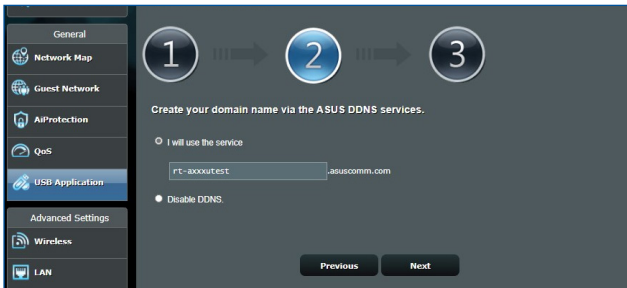 General
Network Map
Guest Network
AiProtection
QoS
USB Application
Advanced Settings
Wireless
LAN
1
2
3
Create your domain name via the ASUS DDNS services.
I will use the service
rt-axxxutest .asuscomm.com
Disable DDNS.
Previous Next